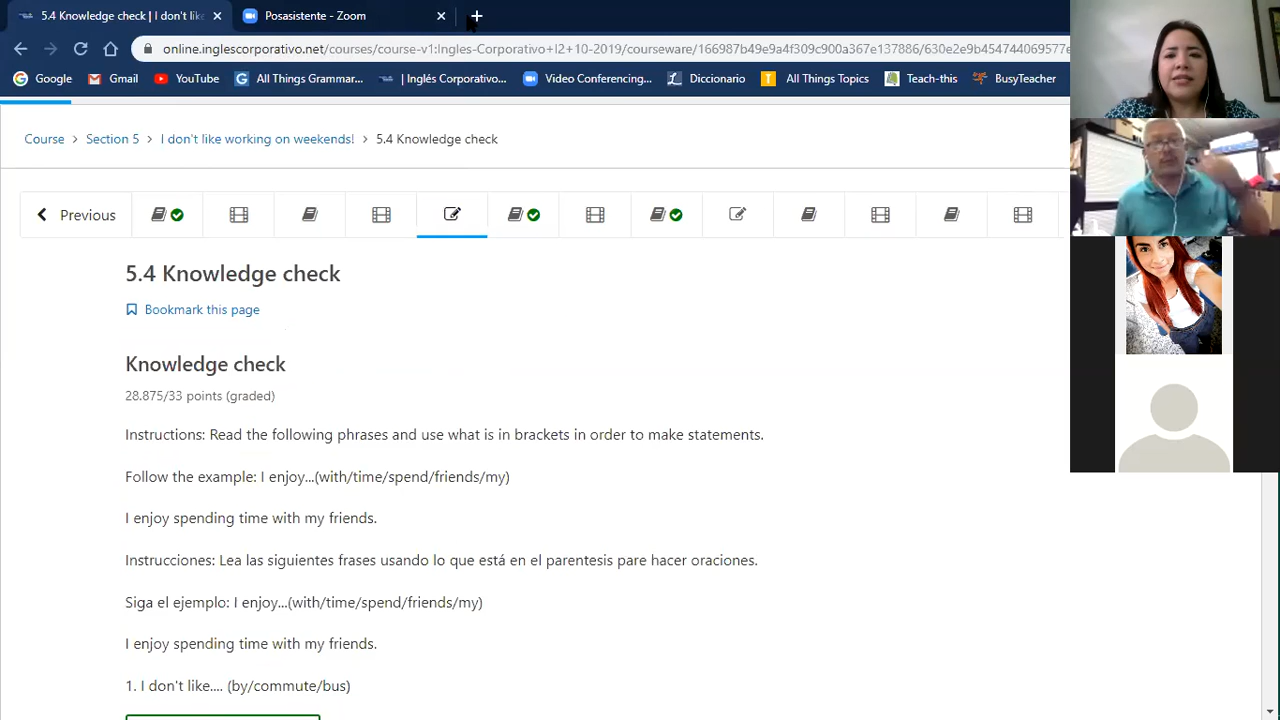 5.4 Knowledge check | I don't lik
Posasistente - Zoom
online.inglescorporativo.net/courses/course-v1:Ingles-Corporativo+I2+10-2019/courseware/166987b49e9a4f309c900a367e137886/630e2e9b454744069577e
Google
Gmail
YouTube
All Things Grammar...
| Inglés Corporativo...
Video Conferencing...
Diccionario
All Things Topics
Teach-this
BusyTeacher
Course > Section 5 > I don't like working on weekends! > 5.4 Knowledge check
Previous
5.4 Knowledge check
Bookmark this page
Knowledge check
28.875/33 points (graded)
Instructions: Read the following phrases and use what is in brackets in order to make statements.
Follow the example: I enjoy...(with/time/spend/friends/my)
I enjoy spending time with my friends.
Instrucciones: Lea las siguientes frases usando lo que está en el parentesis pare hacer oraciones.
Siga el ejemplo: I enjoy...(with/time/spend/friends/my)
I enjoy spending time with my friends.
1. I don't like.... (by/commute/bus)